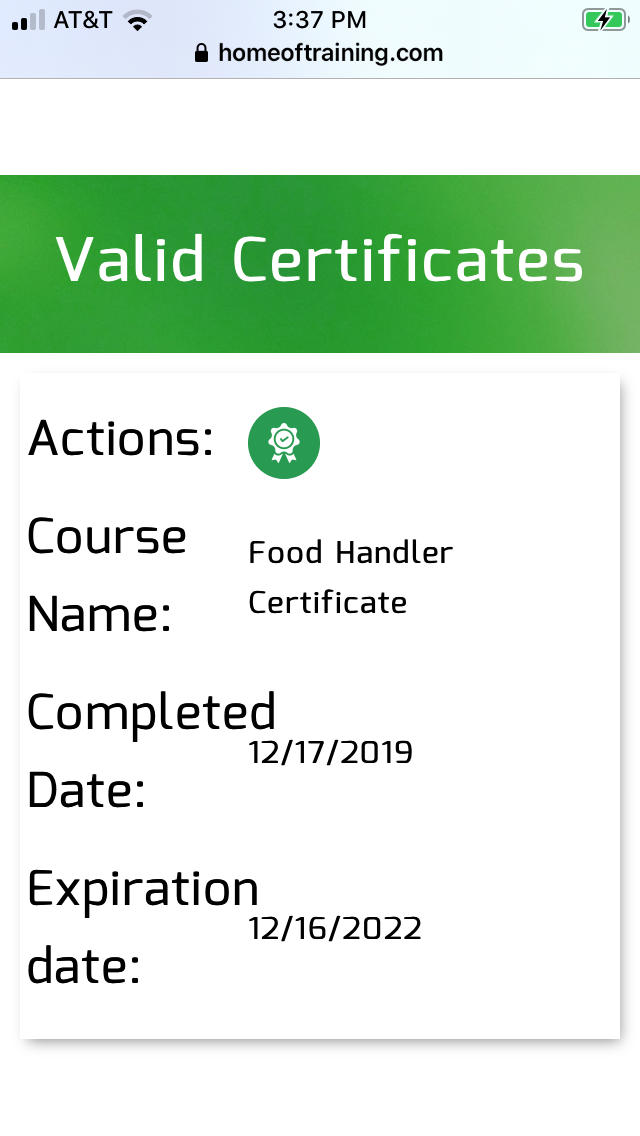 AT&T 3:37 PM
homeoftraining.com
Valid Certificates
Actions:
Course
Name:
Food Handler
Certificate
Completed
Date:
12/17/2019
Expiration
date:
12/16/2022